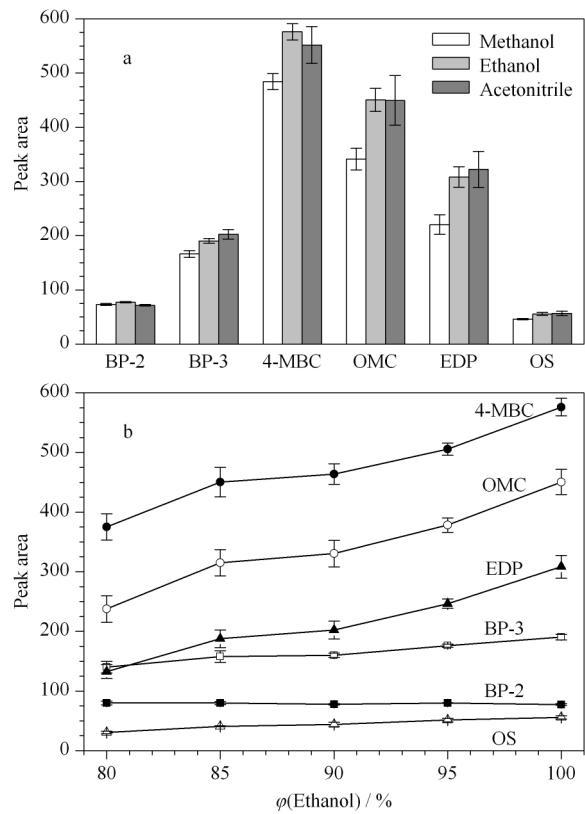 600
a
Methanol
500
Ethanol
Acetonitrile
400
Peak area
300
200
100
0
BP-2 BP-3 4-MBC OMC EDP OS
b
4-MBC
600
500
OMC
400
Peak area
EDP
300
BP-3
200
BP-2
100
OS
0
80 85 90 95 100
φ(Ethanol) / %